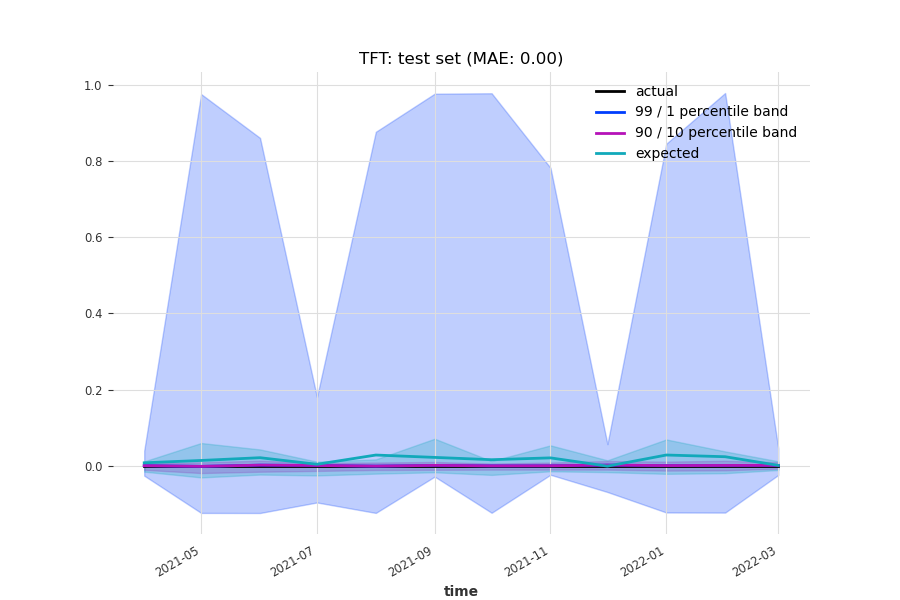 TFT: test set (MAE: 0.00)
actual
99 / 1 percentile band
90 / 10 percentile band
expected
1.0
0.8
0.6
0.4
0.2
0.0
2021-05
2021-07
2021-09
2021-11
2022-01
2022-03
time